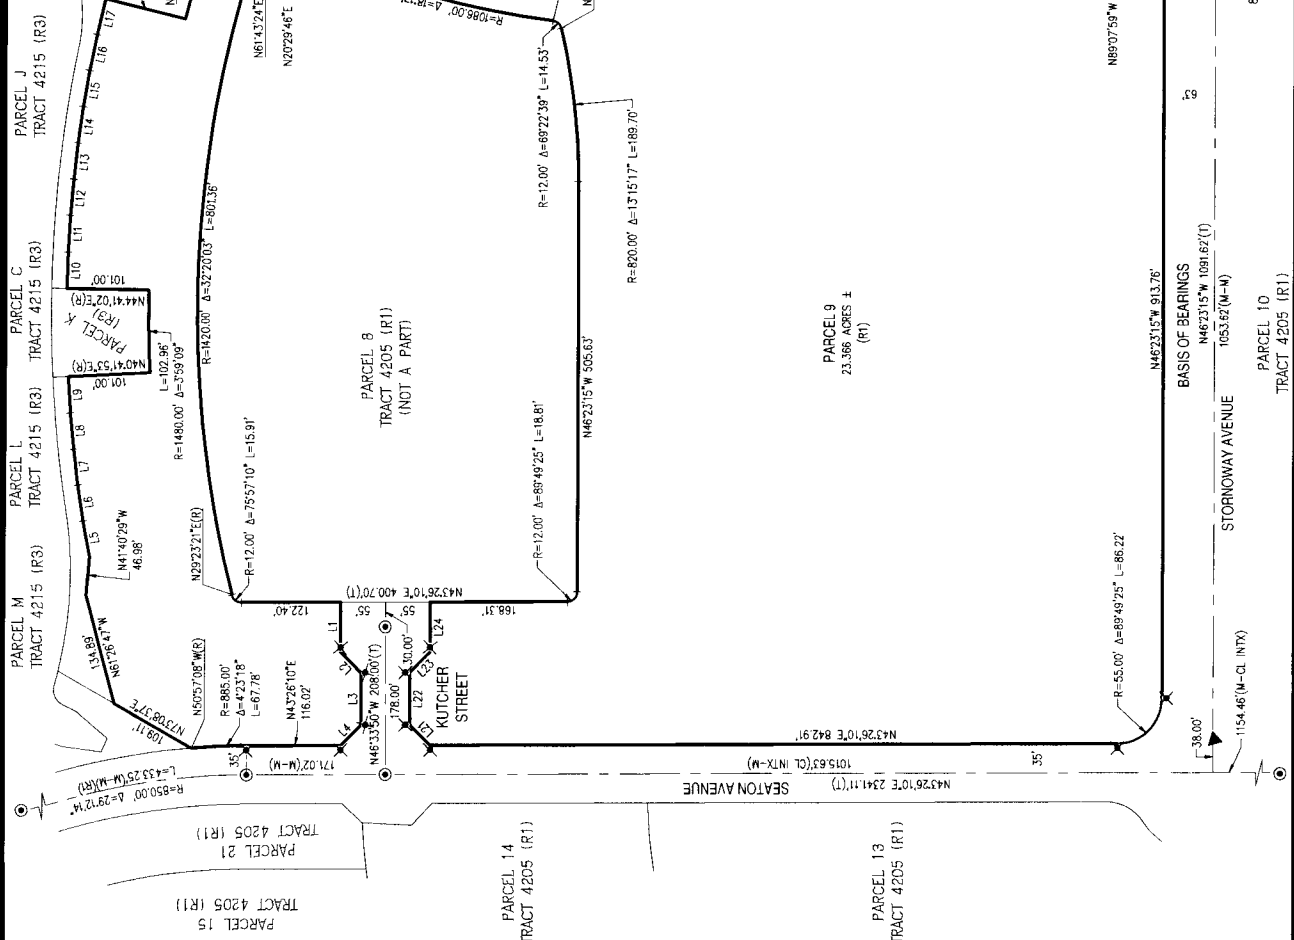 PARCEL J
TRACT 4215 (R3)
PARCEL C
TRACT 4215 (R3)
PARCEL L
TRACT 4215 (R3)
PARCEL M
TRACT 4215 (R3)
L17
L16
L15
L14
L13
L12
L11
L10
101.00'
N44°41'02"E(R)
PARCEL K
(R3)
N40°41'53"E(R)
101.00'
L=102.96'
R=1480.00' Δ=3°59'09"
L9
L8
L7
L6
L5
N41°40'29"W
46.98'
134.89'
N61°26'47"W
N73°08'37"E
109.11'
N50°57'08"W(R)
R=885.00'
Δ=4°23'18"
L=67.78'
N43°26'10"E
116.02'
N61°43'24"E
N20°29'46"E
R=1086.00'
R=1420.00' Δ=32°20'03" L=801.36'
N29°23'21"E(R)
R=12.00' Δ=75°57'10" L=15.91'
PARCEL 8
TRACT 4205 (R1)
(NOT A PART)
R=12.00' Δ=69°22'39" L=14.53'
R=820.00' Δ=13°15'17" L=189.70'
N46°23'15"W 505.63'
R=12.00' Δ=89°49'25" L=18.81'
N43°26'10"E 400.70'(T)
122.40'
55'
55'
168.31'
L1
L2
L3
L4
N46°33'50"W 208.00'(T)
178.00'
30.00'
L24
L23
L22
L21
KUTCHER
STREET
PARCEL 9
23.366 ACRES ±
(R1)
N89°07'59"W
63'
N46°23'15"W 913.76'
BASIS OF BEARINGS
N46°23'15"W 1091.62'(T)
1053.62'(M-M)
STORNOWAY AVENUE
PARCEL 10
TRACT 4205 (R1)
R=55.00' Δ=89°49'25" L=86.22'
38.00'
1154.46'(M-CL INTX)
35'
171.02'(M-M)
N43°26'10"E 842.91'
35'
1015.63'(CL INTX-M)
SEATON AVENUE
N43°26'10"E 2341.11'(T)
R=850.00' Δ=29°12'14"
L=433.25'(M-M)(R1)
PARCEL 21
TRACT 4205 (R1)
PARCEL 15
TRACT 4205 (R1)
PARCEL 14
TRACT 4205 (R1)
PARCEL 13
TRACT 4205 (R1)